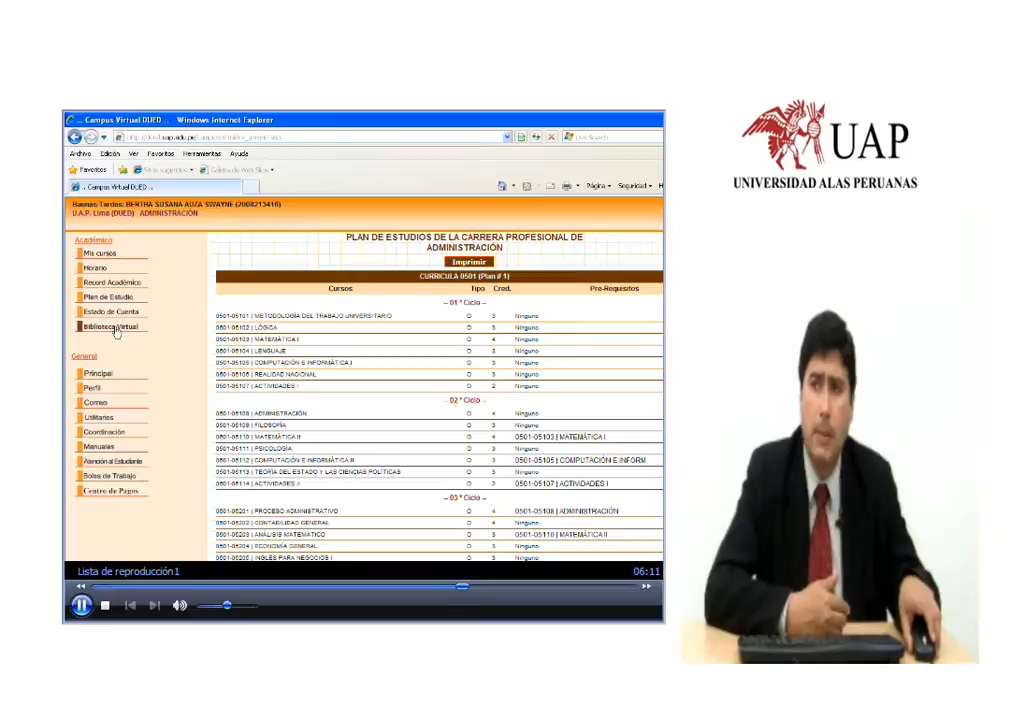 .. Campus Virtual DUED .. Windows Internet Explorer
Live Search
Archivo Edición Ver Favoritos Herramientas Ayuda
Favoritos Sitios sugeridos
.. Campus Virtual DUED .. Página Seguridad
Buenas Tardes: BERTHA SUSANA AUZA SWAYNE (2008213416)
U.A.P. Lima (DUED) ADMINISTRACIÓN
Académico
Mis cursos
Horario
Record Académico
Plan de Estudio
Estado de Cuenta
Biblioteca Virtual
General
Principal
Perfil
Correo
Utilitarios
Coordinación
Manuales
Atención al Estudiante
Bolsa de Trabajo
Centro de Pagos
PLAN DE ESTUDIOS DE LA CARRERA PROFESIONAL DE
ADMINISTRACIÓN
Imprimir
CURRICULA 0501 (Plan # 1)
Cursos Tipo Cred. Pre-Requisitos
-- 01 ° Ciclo --
0501-05101 | METODOLOGÍA DEL TRABAJO UNIVERSITARIO O 3 Ninguno
0501-05102 | LÓGICA O 3 Ninguno
0501-05103 | MATEMÁTICA I O 4 Ninguno
0501-05104 | LENGUAJE O 3 Ninguno
0501-05105 | COMPUTACIÓN E INFORMÁTICA I O 3 Ninguno
0501-05106 | REALIDAD NACIONAL O 3 Ninguno
0501-05107 | ACTIVIDADES I O 2 Ninguno
-- 02 ° Ciclo --
0501-05108 | ADMINISTRACIÓN O 4 Ninguno
0501-05109 | FILOSOFÍA O 3 Ninguno
0501-05110 | MATEMÁTICA II O 4 0501-05103 | MATEMÁTICA I
0501-05111 | PSICOLOGÍA O 3 Ninguno
0501-05112 | COMPUTACIÓN E INFORMÁTICA II O 3 0501-05105 | COMPUTACIÓN E INFORM
0501-05113 | TEORÍA DEL ESTADO Y LAS CIENCIAS POLÍTICAS O 3 Ninguno
0501-05114 | ACTIVIDADES II O 2 0501-05107 | ACTIVIDADES I
-- 03 ° Ciclo --
0501-05201 | PROCESO ADMINISTRATIVO O 4 0501-05108 | ADMINISTRACIÓN
0501-05202 | CONTABILIDAD GENERAL O 4 Ninguno
0501-05203 | ANÁLISIS MATEMÁTICO O 3 0501-05110 | MATEMÁTICA II
0501-05204 | ECONOMÍA GENERAL O 3 Ninguno
0501-05205 | INGLÉS PARA NEGOCIOS I O 3 Ninguno
Lista de reproducción1 06:11
UAP
UNIVERSIDAD ALAS PERUANAS